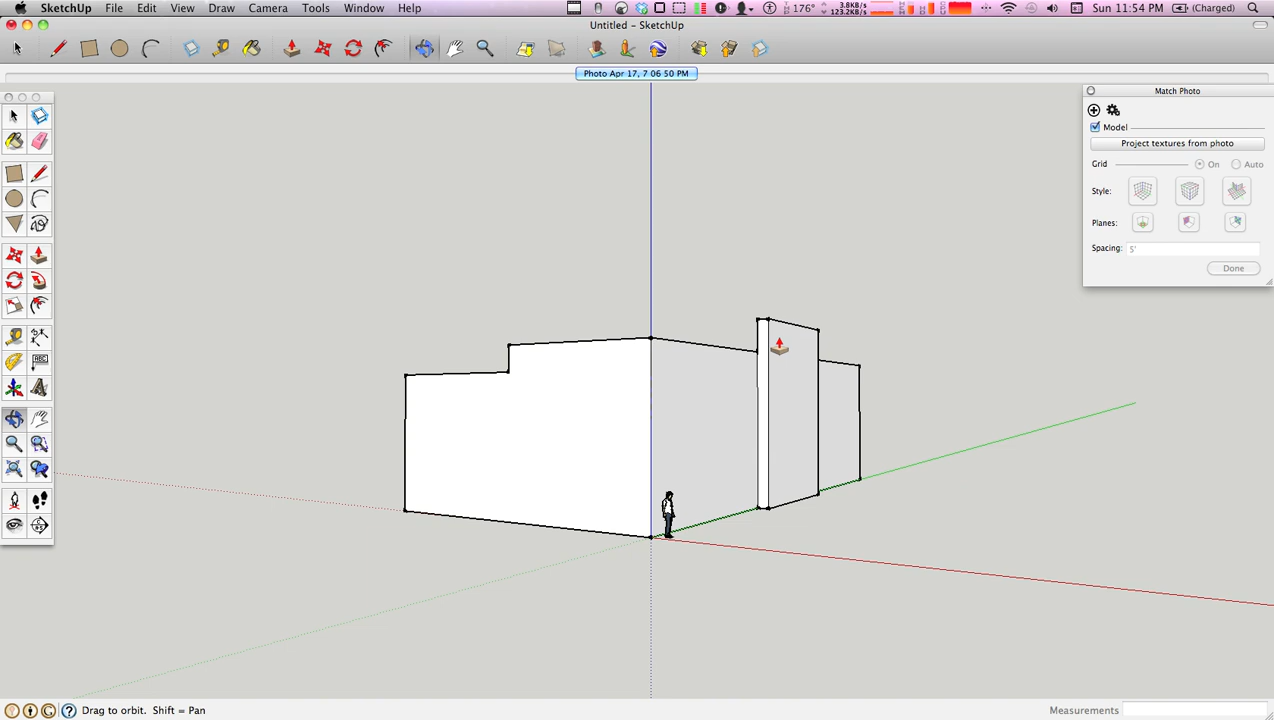 SketchUp File Edit View Camera Draw Tools Window Help 176° 3.8KB/s 123.2KB/s Sun 11:54 PM (Charged)
Untitled - SketchUp
Photo Apr 17, 7 06 50 PM
Match Photo
Model
Project textures from photo
Grid On Auto
Style:
Planes:
Spacing: 5'
Done
ABC
Drag to orbit. Shift = Pan
Measurements